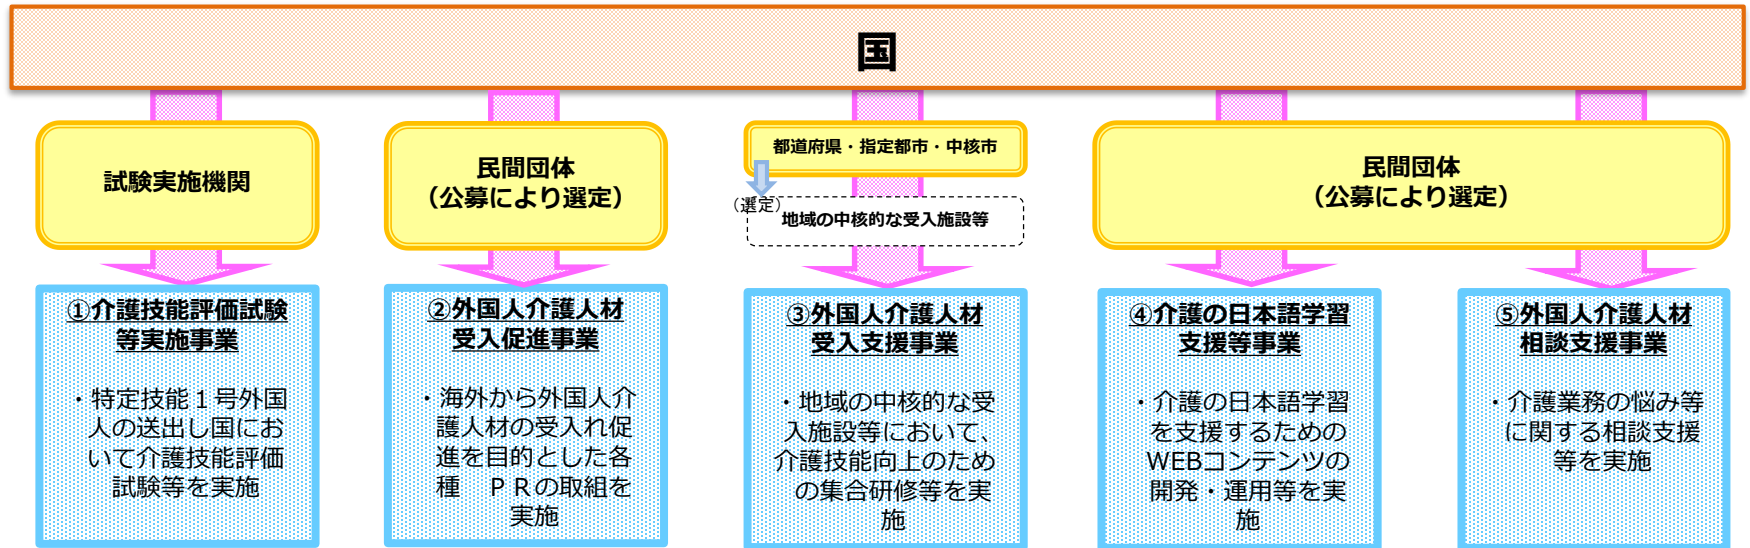 国
試験実施機関
民間団体
（公募により選定）
都道府県・指定都市・中核市
（選定）
地域の中核的な受入施設等
民間団体
（公募により選定）
①介護技能評価試験
等実施事業
・特定技能１号外国
人の送出し国にお
いて介護技能評価
試験等を実施
②外国人介護人材
受入促進事業
・海外から外国人介
護人材の受入れ促
進を目的とした各
種　ＰＲの取組を
実施
③外国人介護人材
受入支援事業
・地域の中核的な受
入施設等において、
介護技能向上のため
の集合研修等を実
施
④介護の日本語学習
支援等事業
・介護の日本語学習
を支援するための
WEBコンテンツの
開発・運用等を実
施
⑤外国人介護人材
相談支援事業
・介護業務の悩み等
に関する相談支援
等を実施